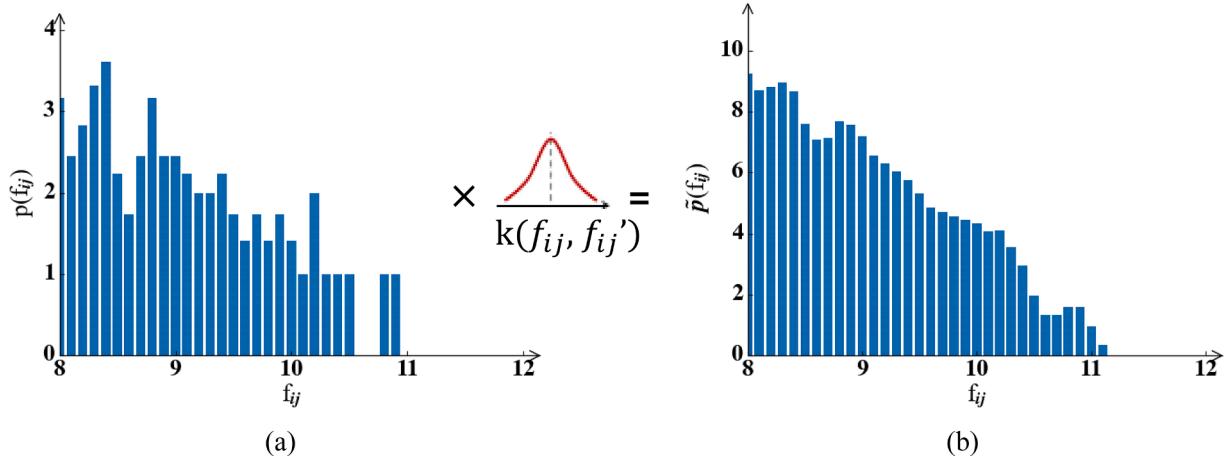 4
3
2
1
0
p(f_ij)
8 9 10 11 12
f_ij
(a)
× =
k(f_ij, f_ij’)
10
8
6
4
2
0
p̃(f_ij)
8 9 10 11 12
f_ij
(b)